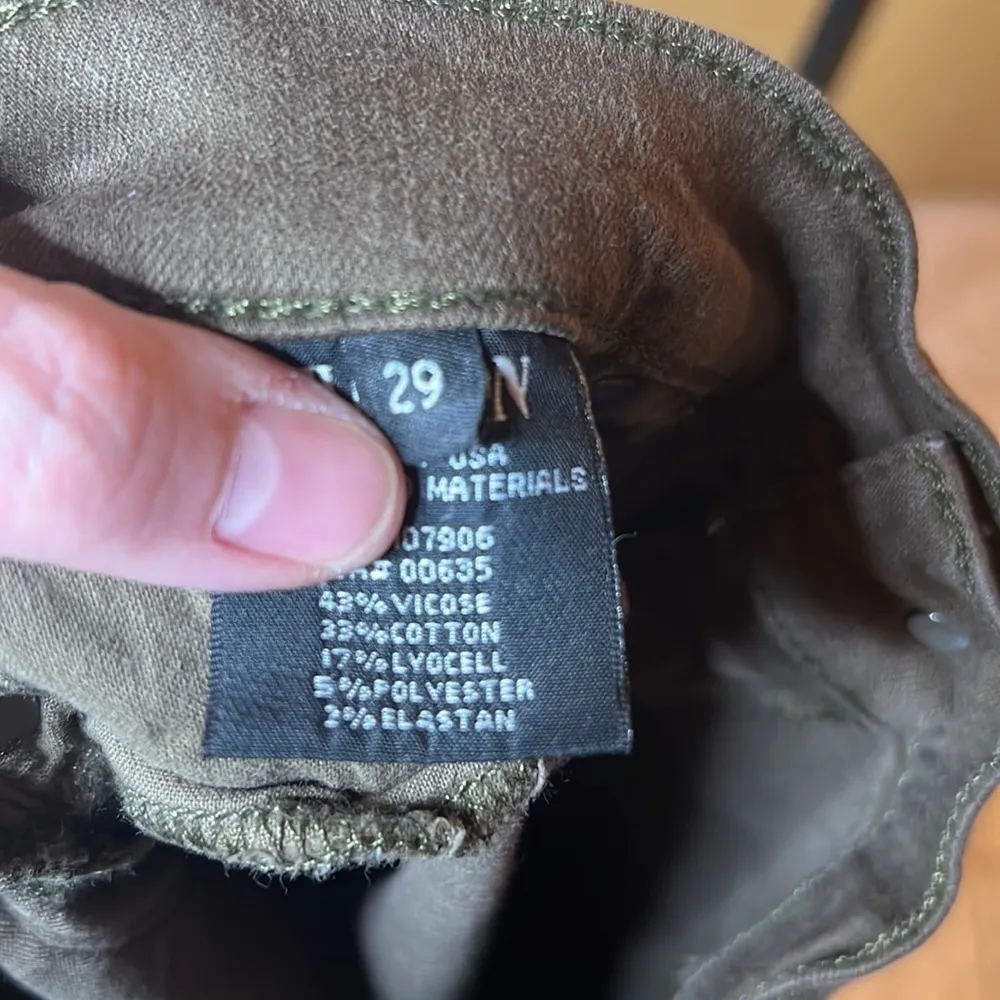 29 N
USA
MATERIALS
07906
# 00635
43% VICOSE
33% COTTON
17% LYOCELL
5% POLYESTER
2% ELASTAN